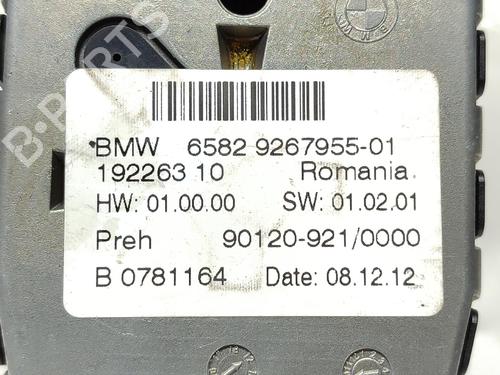 BMW 6582 9267955-01
192263 10 Romania
HW: 01.00.00 SW: 01.02.01
Preh 90120-921/0000
B 0781164 Date: 08.12.12
B-PARTS